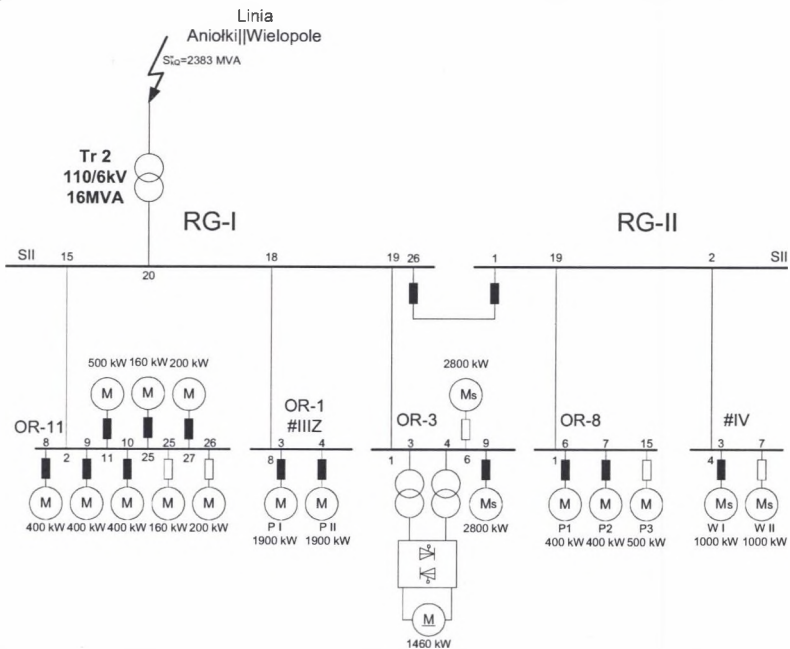 Linia
Aniołki||Wielopole
S"kQ=2383 MVA
Tr 2
110/6kV
16MVA
RG-I
RG-II
SII 15 20 18 19 26 1 19 2 SII
500 kW 160 kW 200 kW
2800 kW
M M M
Ms
OR-11
OR-1
#IIIZ
OR-3
OR-8
#IV
8 9 10 25 26
2 11 25 27
3 4
8
3 4 9
1 6
6 7 15
1
3 7
4
M M M M M
400 kW 400 kW 400 kW 160 kW 200 kW
M M
P I P II
1900 kW 1900 kW
Ms
2800 kW
M M M
P1 P2 P3
400 kW 400 kW 500 kW
Ms Ms
W I W II
1000 kW 1000 kW
M
1460 kW